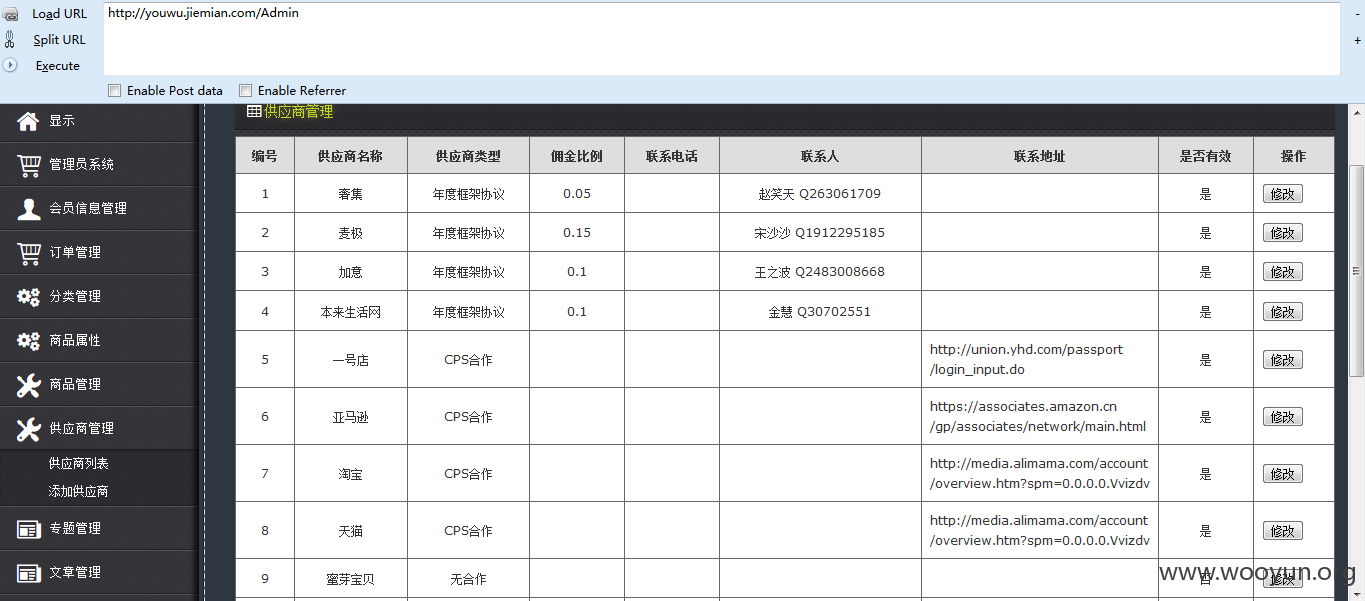 Load URL
http://youwu.jiemian.com/Admin
-
Split URL
+
Execute
Enable Post data Enable Referrer
显示
管理员系统
会员信息管理
订单管理
分类管理
商品属性
商品管理
供应商管理
供应商列表
添加供应商
专题管理
文章管理
供应商管理
编号 供应商名称 供应商类型 佣金比例 联系电话 联系人 联系地址 是否有效 操作
1 奢集 年度框架协议 0.05 赵笑天 Q263061709 是 修改
2 麦极 年度框架协议 0.15 宋沙沙 Q1912295185 是 修改
3 加意 年度框架协议 0.1 王之波 Q2483008668 是 修改
4 本来生活网 年度框架协议 0.1 金慧 Q30702551 是 修改
5 一号店 CPS合作 http://union.yhd.com/passport
/login_input.do 是 修改
6 亚马逊 CPS合作 https://associates.amazon.cn
/gp/associates/network/main.html 是 修改
7 淘宝 CPS合作 http://media.alimama.com/account
/overview.htm?spm=0.0.0.0.Vvizdv 是 修改
8 天猫 CPS合作 http://media.alimama.com/account
/overview.htm?spm=0.0.0.0.Vvizdv 是 修改
9 蜜芽宝贝 无合作 否 修改
www.wooyun.org